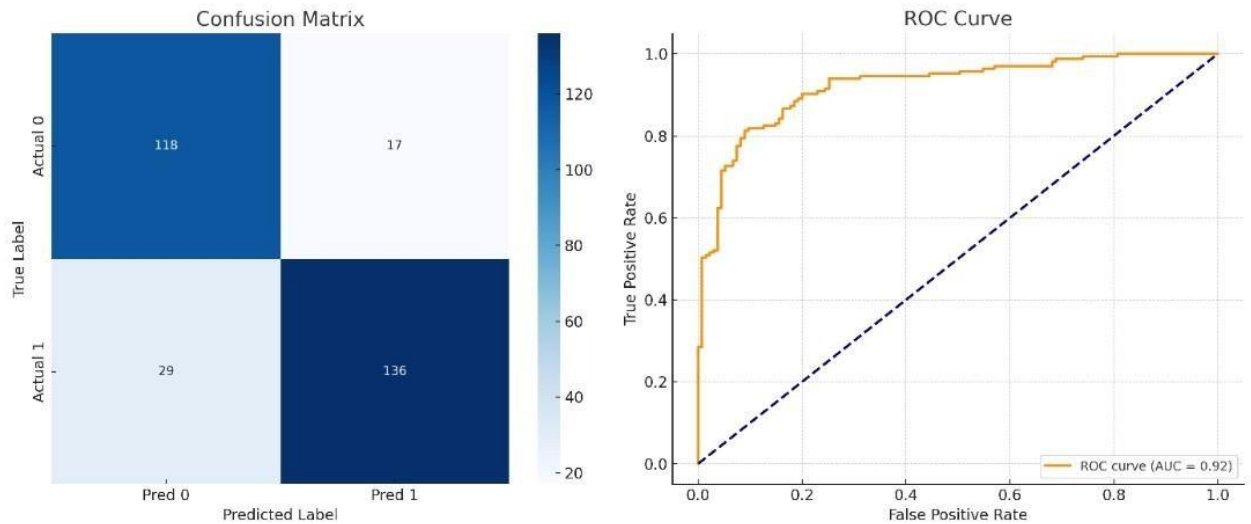 Confusion Matrix
Actual 0
Actual 1
True Label
118
17
29
136
Pred 0
Pred 1
Predicted Label
120
100
80
60
40
20
ROC Curve
True Positive Rate
1.0
0.8
0.6
0.4
0.2
0.0
0.0
0.2
0.4
0.6
0.8
1.0
False Positive Rate
ROC curve (AUC = 0.92)